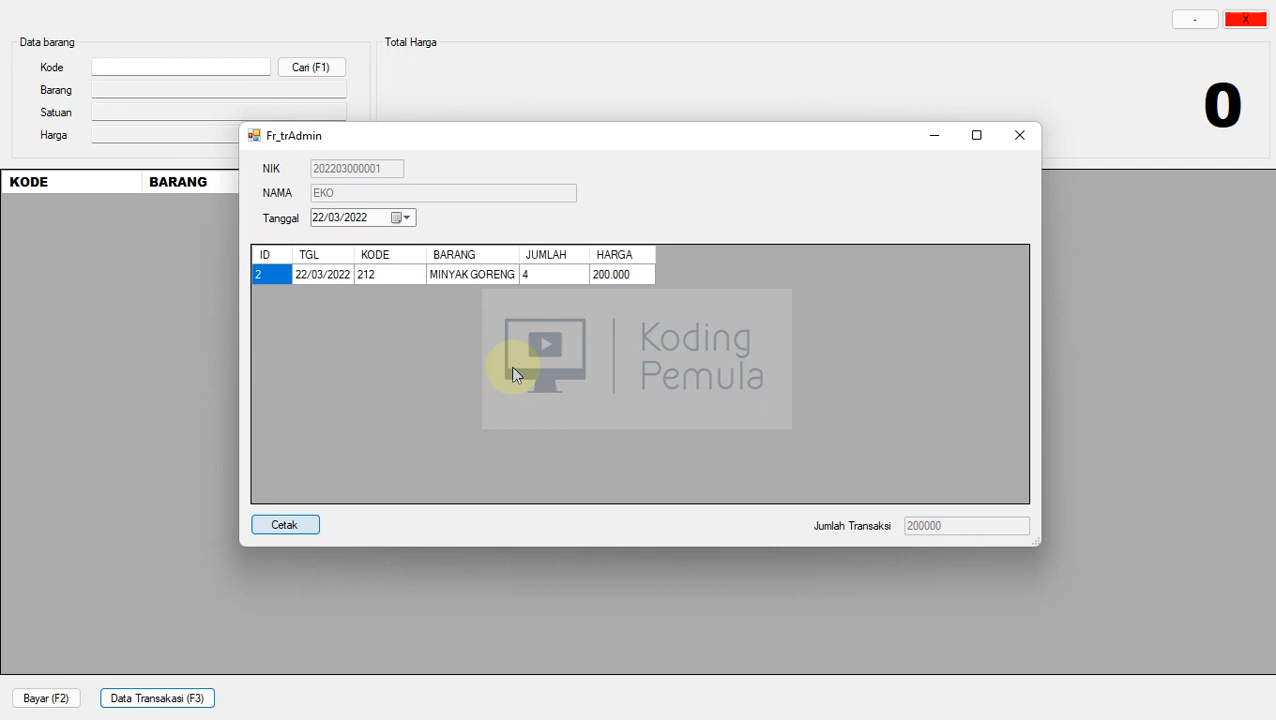 - X
Data barang Total Harga
Kode Cari (F1)
Barang
Satuan
Harga
0
KODE BARANG
Fr_trAdmin
NIK 202203000001
NAMA EKO
Tanggal 22/03/2022
ID TGL KODE BARANG JUMLAH HARGA
2 22/03/2022 212 MINYAK GORENG 4 200.000
Koding
Pemula
Cetak Jumlah Transaksi 200000
Bayar (F2) Data Transakasi (F3)